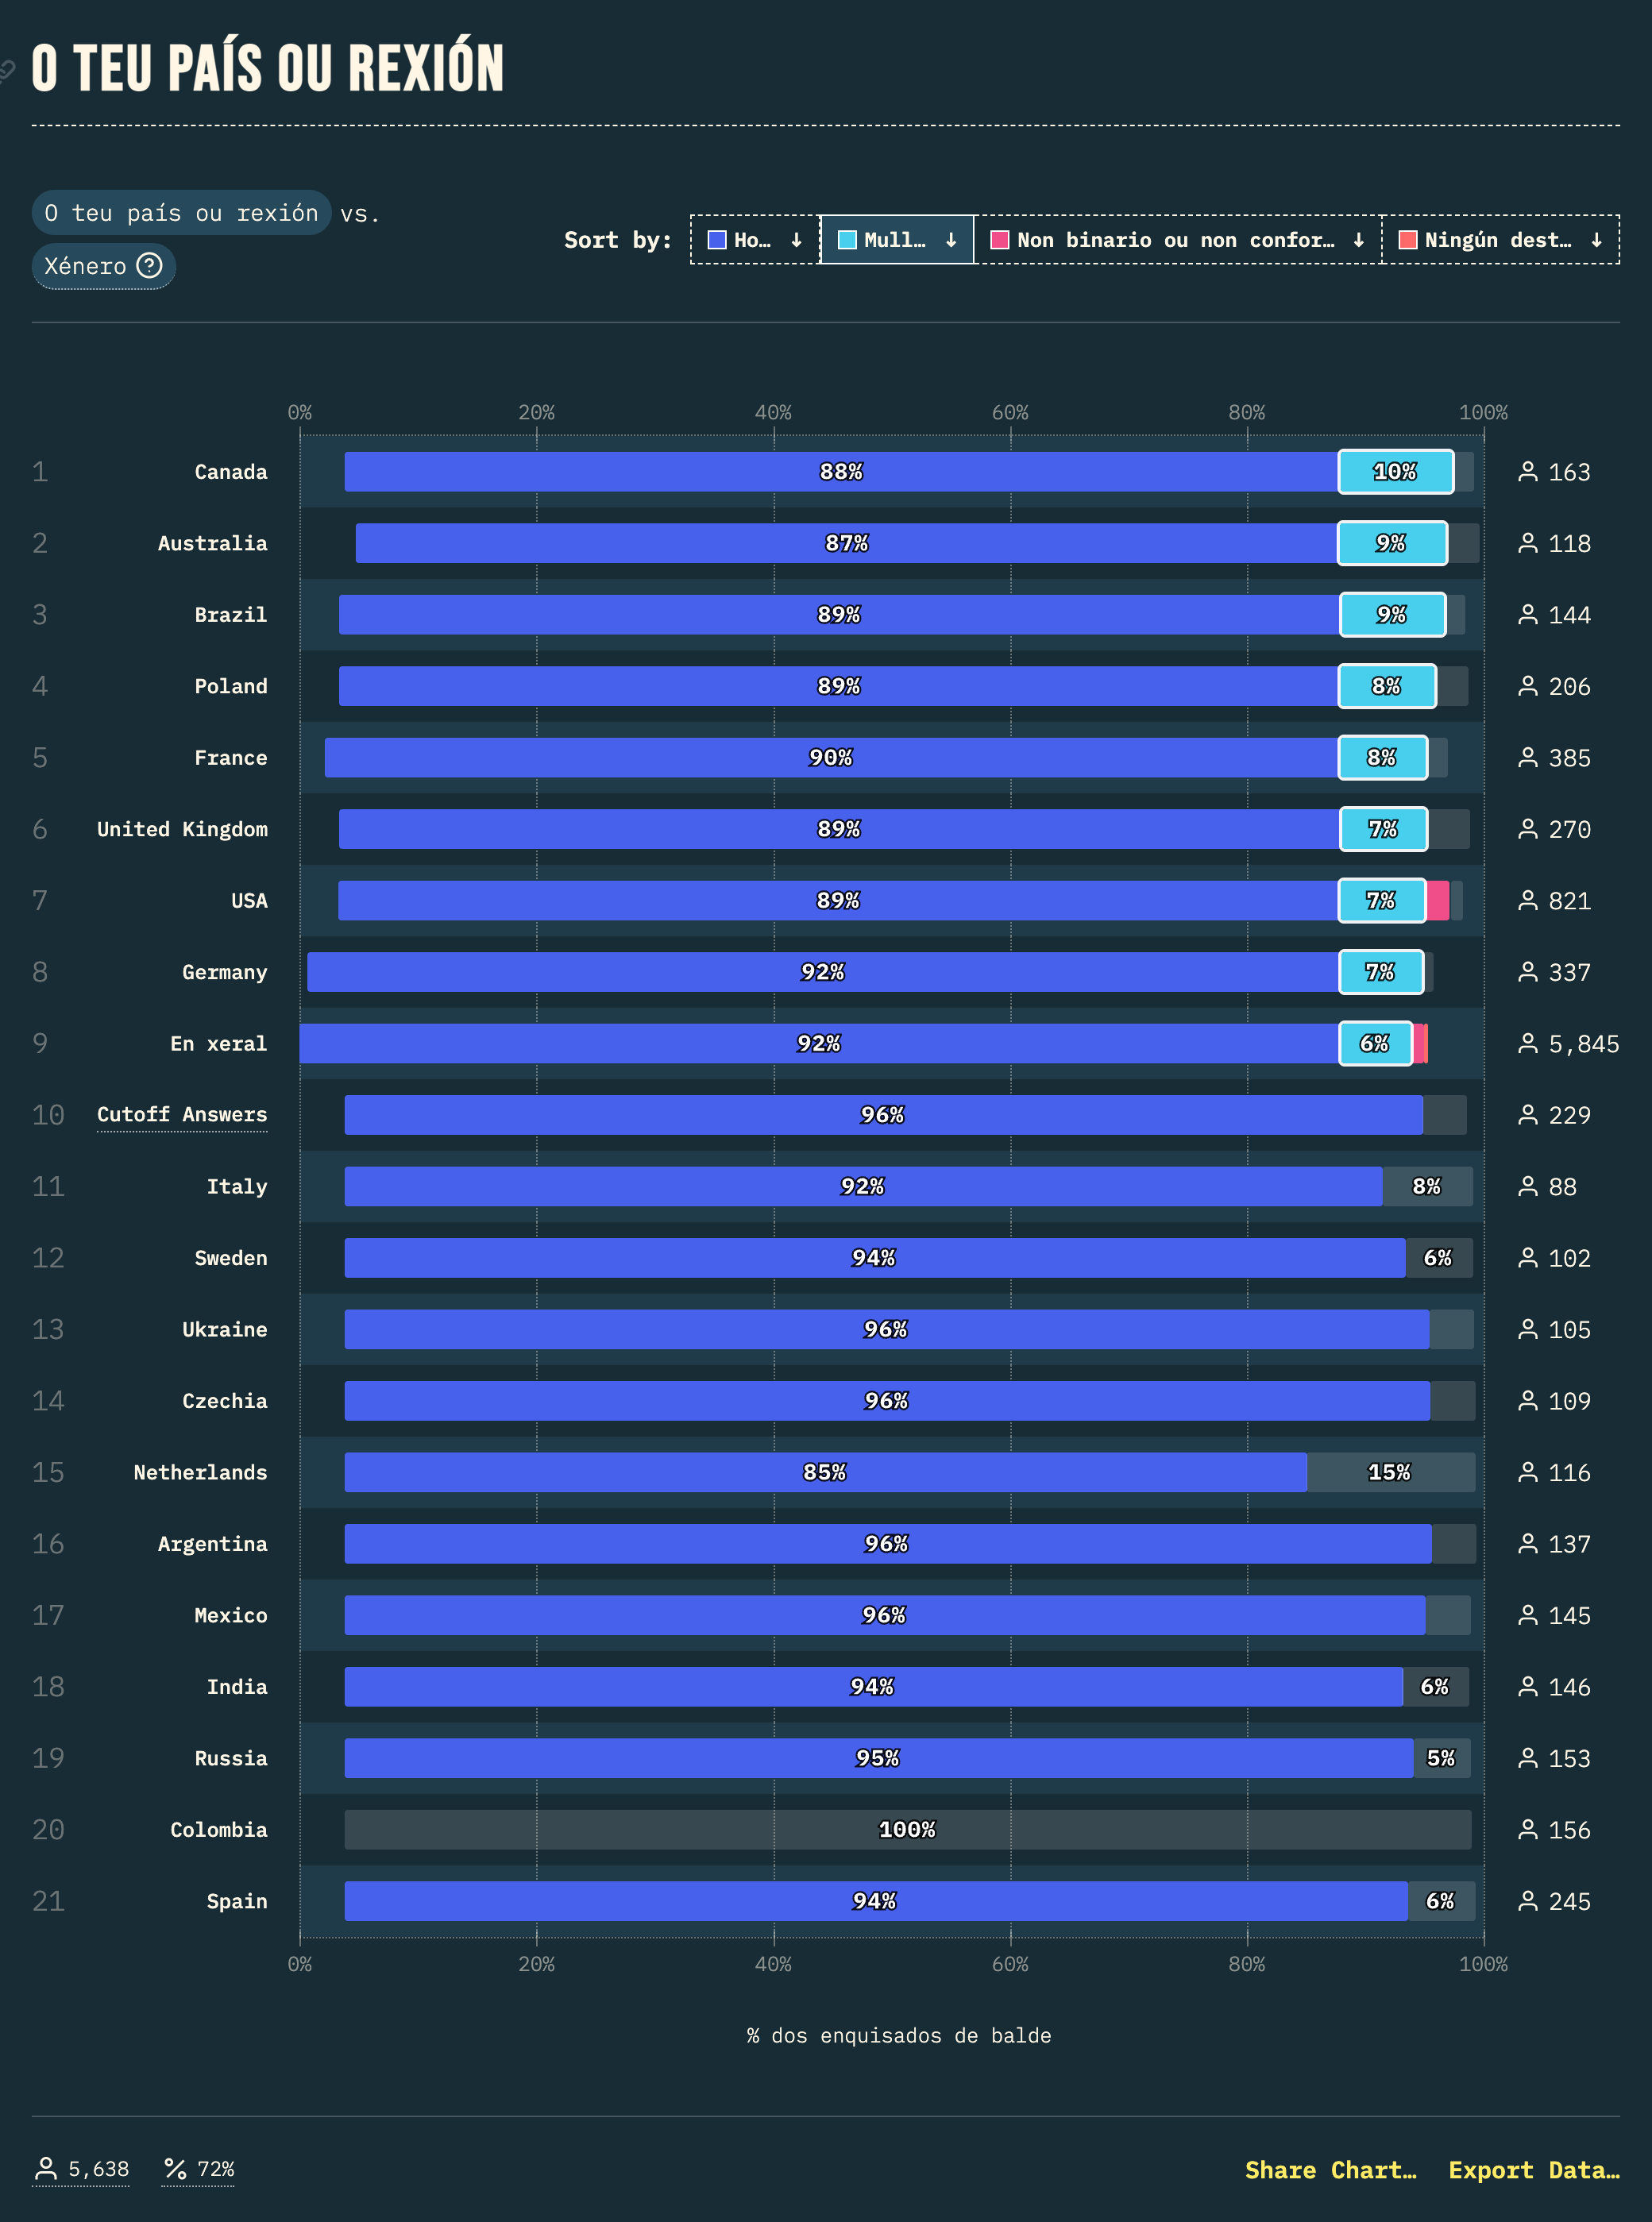 O TEU PAÍS OU REXIÓN
O teu país ou rexión vs.
Xénero ?
Sort by: Ho… ↓ Mull… ↓ Non binario ou non confor… ↓ Ningún dest… ↓
0% 20% 40% 60% 80% 100%
1 Canada 88% 10% 163
2 Australia 87% 9% 118
3 Brazil 89% 9% 144
4 Poland 89% 8% 206
5 France 90% 8% 385
6 United Kingdom 89% 7% 270
7 USA 89% 7% 821
8 Germany 92% 7% 337
9 En xeral 92% 6% 5,845
10 Cutoff Answers 96% 229
11 Italy 92% 8% 88
12 Sweden 94% 6% 102
13 Ukraine 96% 105
14 Czechia 96% 109
15 Netherlands 85% 15% 116
16 Argentina 96% 137
17 Mexico 96% 145
18 India 94% 6% 146
19 Russia 95% 5% 153
20 Colombia 100% 156
21 Spain 94% 6% 245
0% 20% 40% 60% 80% 100%
% dos enquisados de balde
5,638 % 72% Share Chart… Export Data…